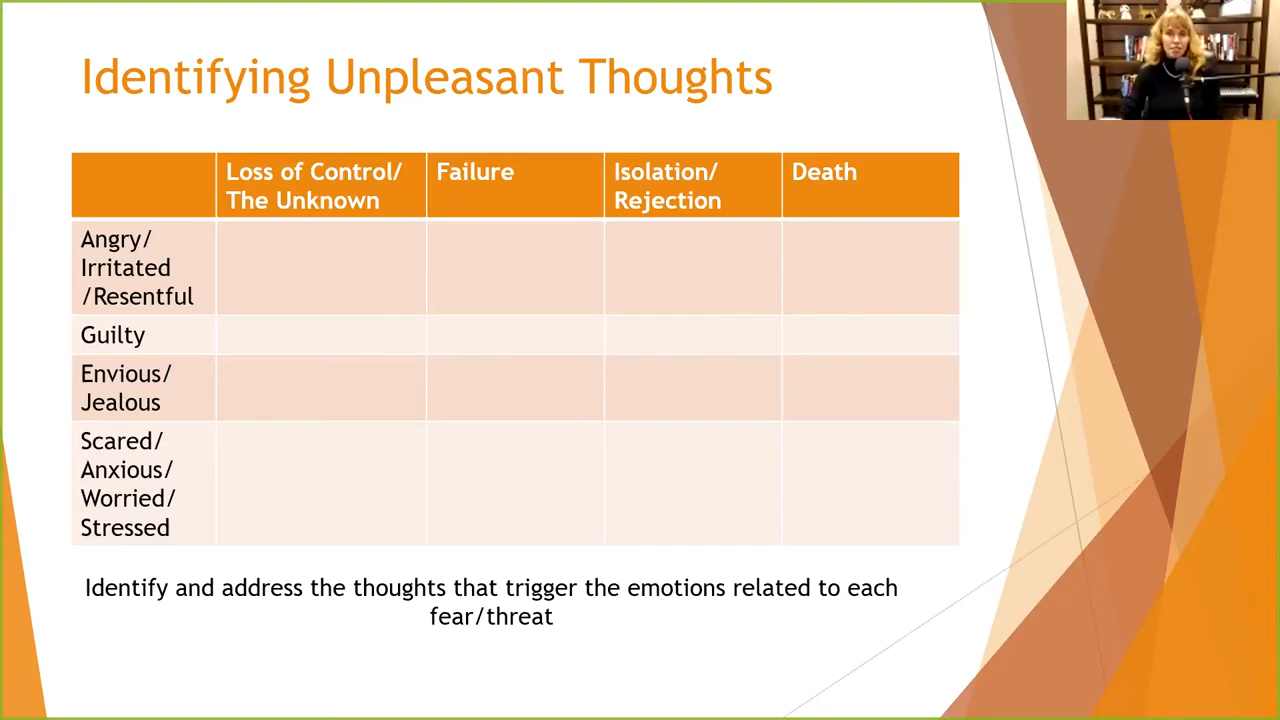 Identifying Unpleasant Thoughts
Loss of Control/
The Unknown
Failure
Isolation/
Rejection
Death
Angry/
Irritated
/Resentful
Guilty
Envious/
Jealous
Scared/
Anxious/
Worried/
Stressed
Identify and address the thoughts that trigger the emotions related to each
fear/threat